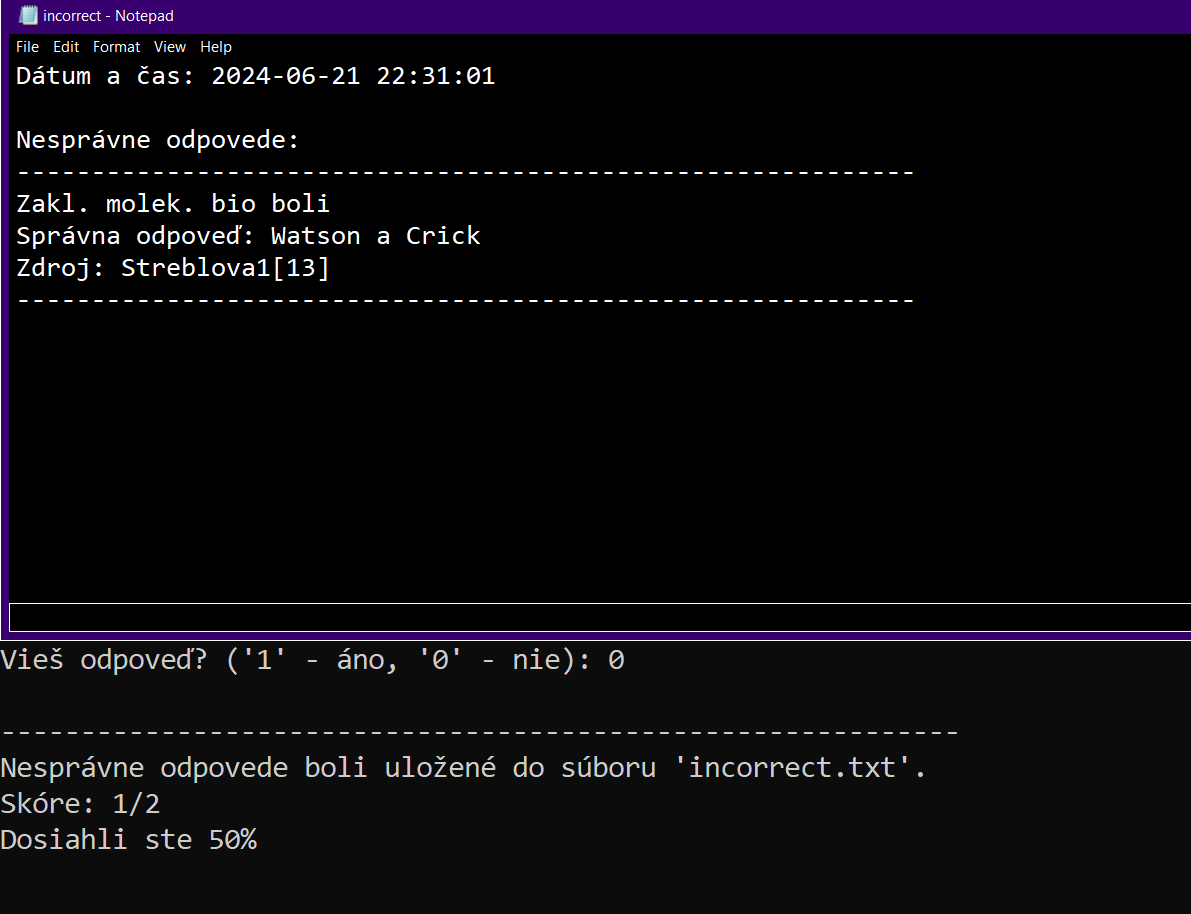 incorrect - Notepad
File Edit Format View Help
Dátum a čas: 2024-06-21 22:31:01
Nesprávne odpovede:
------------------------------------------------------------
Zakl. molek. bio boli
Správna odpoveď: Watson a Crick
Zdroj: Streblova1[13]
------------------------------------------------------------
Vieš odpoveď? ('1' - áno, '0' - nie): 0
------------------------------------------------------------
Nesprávne odpovede boli uložené do súboru 'incorrect.txt'.
Skóre: 1/2
Dosiahli ste 50%